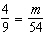 4/9 = m/54